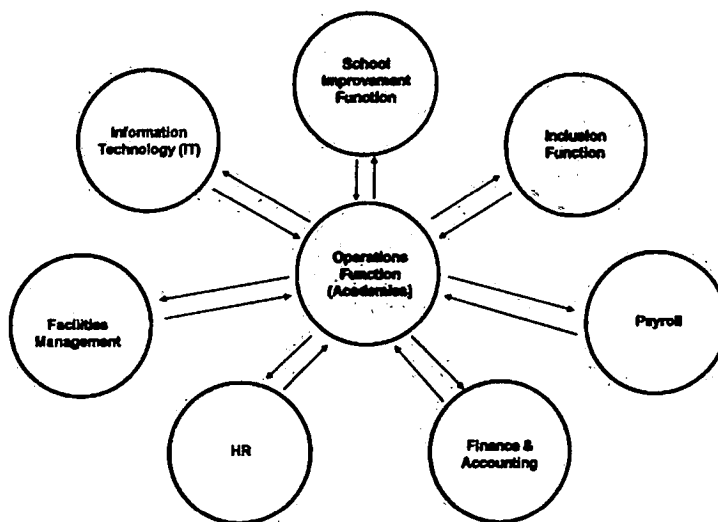 School
Improvement
Function
Information
Technology (IT)
Inclusion
Function
Operations
Function
(Academies)
Facilities
Management
Payroll
HR
Finance &
Accounting